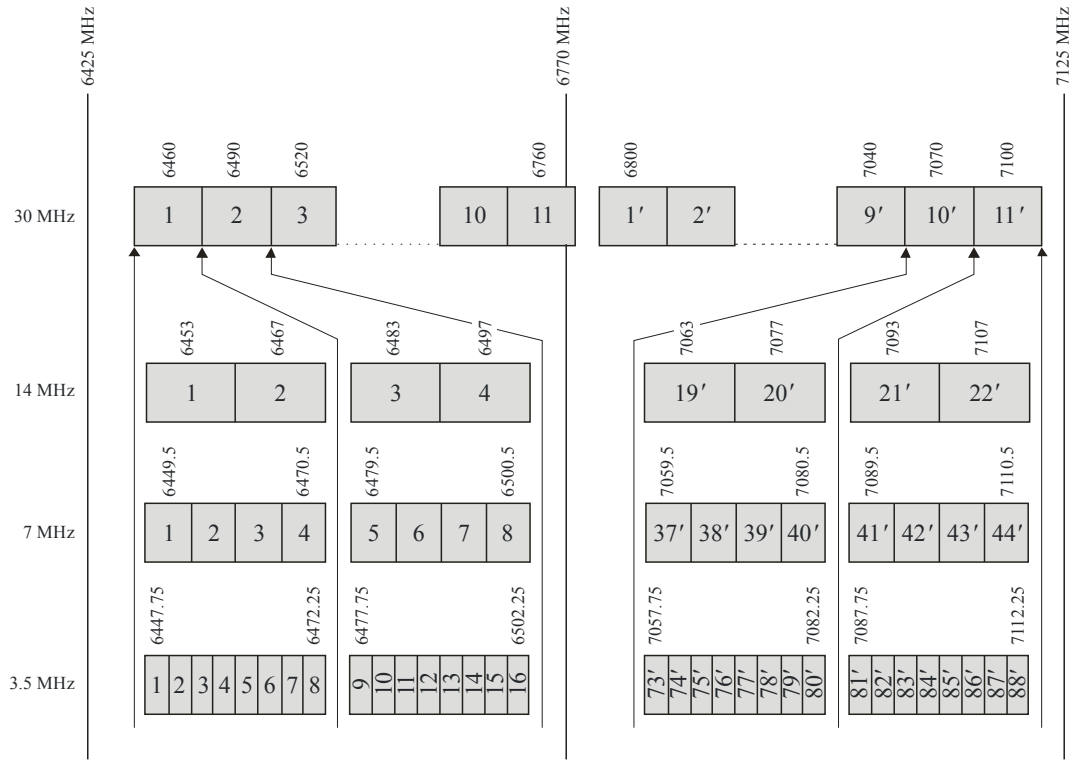 6425 MHz 6770 MHz 7125 MHz
6460 6490 6520 6760 6800 7040 7070 7100
30 MHz 1 2 3 10 11 1′ 2′ 9′ 10′ 11′
6453 6467 6483 6497 7063 7077 7093 7107
14 MHz 1 2 3 4 19′ 20′ 21′ 22′
6449.5 6470.5 6479.5 6500.5 7059.5 7080.5 7089.5 7110.5
7 MHz 1 2 3 4 5 6 7 8 37′ 38′ 39′ 40′ 41′ 42′ 43′ 44′
6447.75 6472.25 6477.75 6502.25 7057.75 7082.25 7087.75 7112.25
3.5 MHz 1 2 3 4 5 6 7 8 9 10 11 12 13 14 15 16 73′ 74′ 75′ 76′ 77′ 78′ 79′ 80′ 81′ 82′ 83′ 84′ 85′ 86′ 87′ 88′